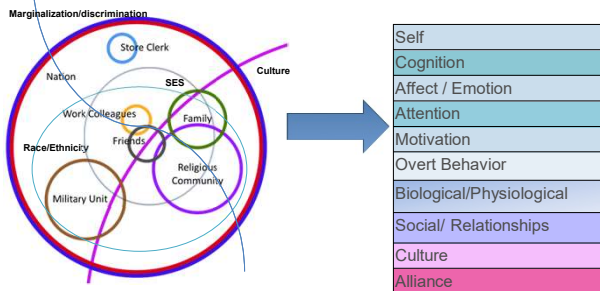 Marginalization/discrimination
Store Clerk
Nation
SES
Culture
Work Colleagues
Family
Race/Ethnicity
Friends
Religious
Community
Military Unit
Self
Cognition
Affect / Emotion
Attention
Motivation
Overt Behavior
Biological/Physiological
Social/ Relationships
Culture
Alliance